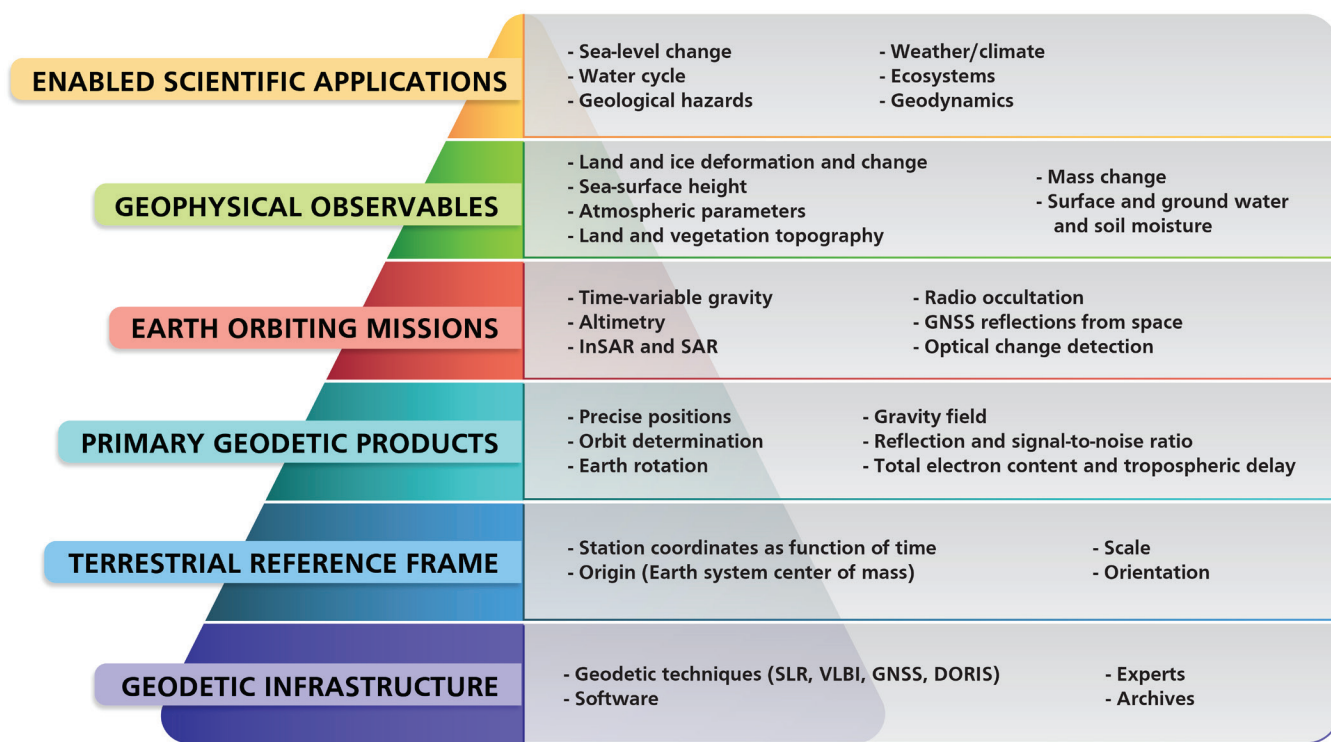 ENABLED SCIENTIFIC APPLICATIONS
- Sea-level change
- Water cycle
- Geological hazards
- Weather/climate
- Ecosystems
- Geodynamics
GEOPHYSICAL OBSERVABLES
- Land and ice deformation and change
- Sea-surface height
- Atmospheric parameters
- Land and vegetation topography
- Mass change
- Surface and ground water
and soil moisture
EARTH ORBITING MISSIONS
- Time-variable gravity
- Altimetry
- InSAR and SAR
- Radio occultation
- GNSS reflections from space
- Optical change detection
PRIMARY GEODETIC PRODUCTS
- Precise positions
- Orbit determination
- Earth rotation
- Gravity field
- Reflection and signal-to-noise ratio
- Total electron content and tropospheric delay
TERRESTRIAL REFERENCE FRAME
- Station coordinates as function of time
- Origin (Earth system center of mass)
- Scale
- Orientation
GEODETIC INFRASTRUCTURE
- Geodetic techniques (SLR, VLBI, GNSS, DORIS)
- Software
- Experts
- Archives